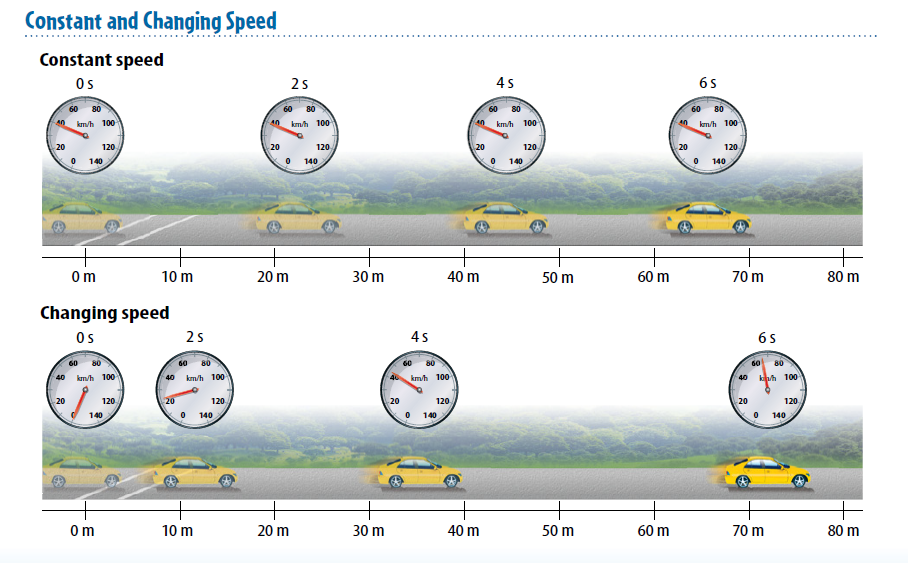 Constant and Changing Speed
Constant speed
0 s 2 s 4 s 6 s
60 80 60 80 60 80 60 80
40 km/h 100 40 km/h 100 40 km/h 100 40 km/h 100
20 120 20 120 20 120 20 120
0 140 0 140 0 140 0 140
0 m 10 m 20 m 30 m 40 m 50 m 60 m 70 m 80 m
Changing speed
0 s 2 s 4 s 6 s
60 80 60 80 60 80 60 80
40 km/h 100 40 km/h 100 40 km/h 100 40 km/h 100
20 120 20 120 20 120 20 120
0 140 0 140 0 140 0 140
0 m 10 m 20 m 30 m 40 m 50 m 60 m 70 m 80 m